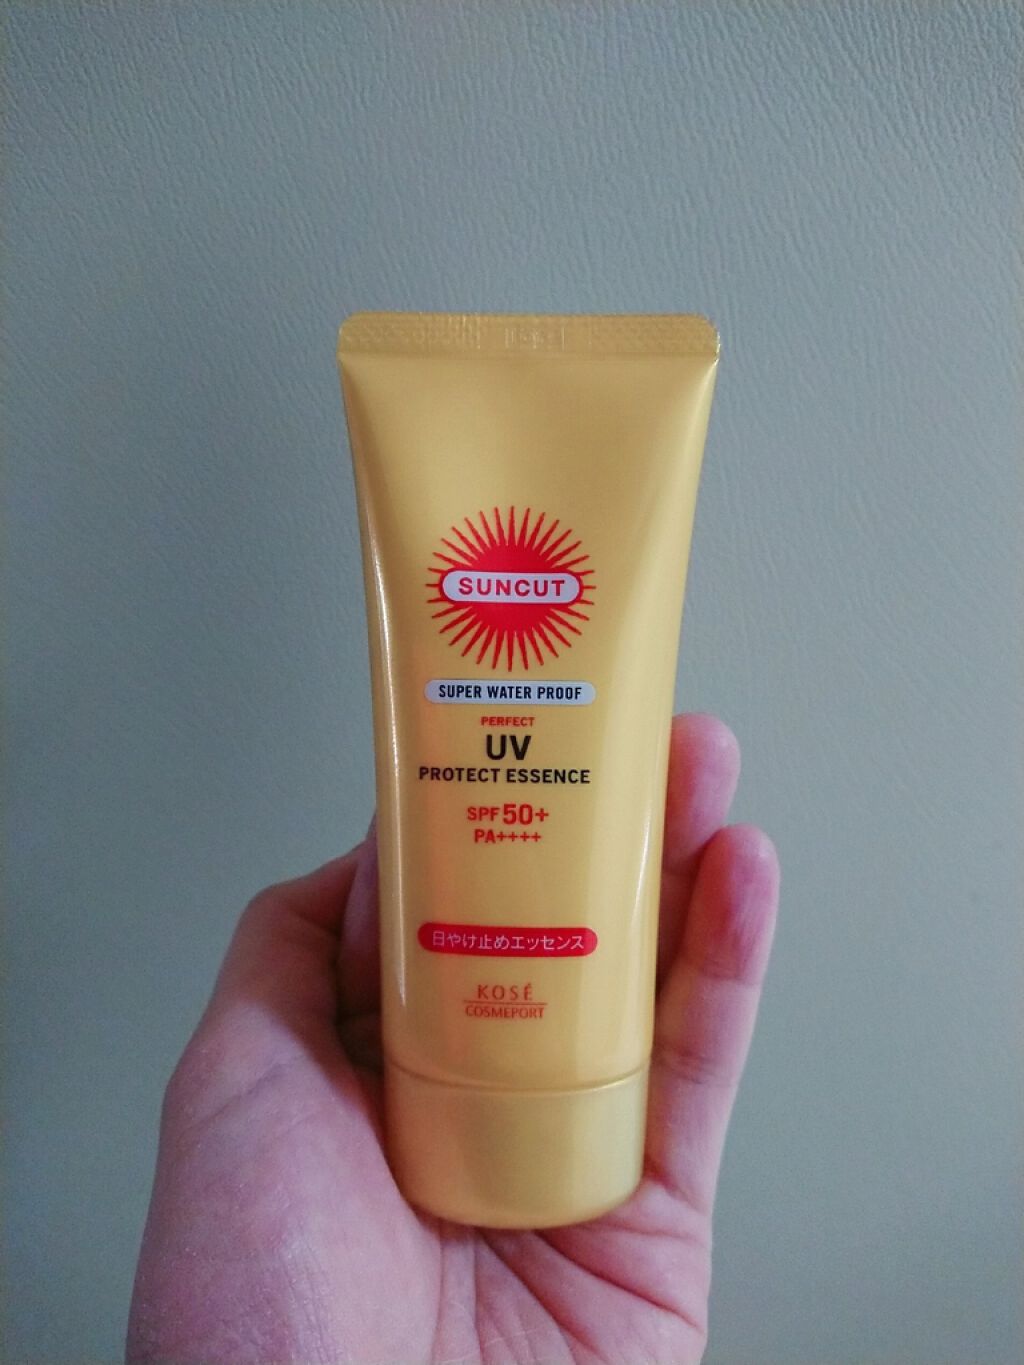 SUNCUT
SUPER WATER PROOF
PERFECT
UV
PROTECT ESSENCE
SPF50+
PA++++
日やけ止めエッセンス
KOSÉ
COSMEPORT